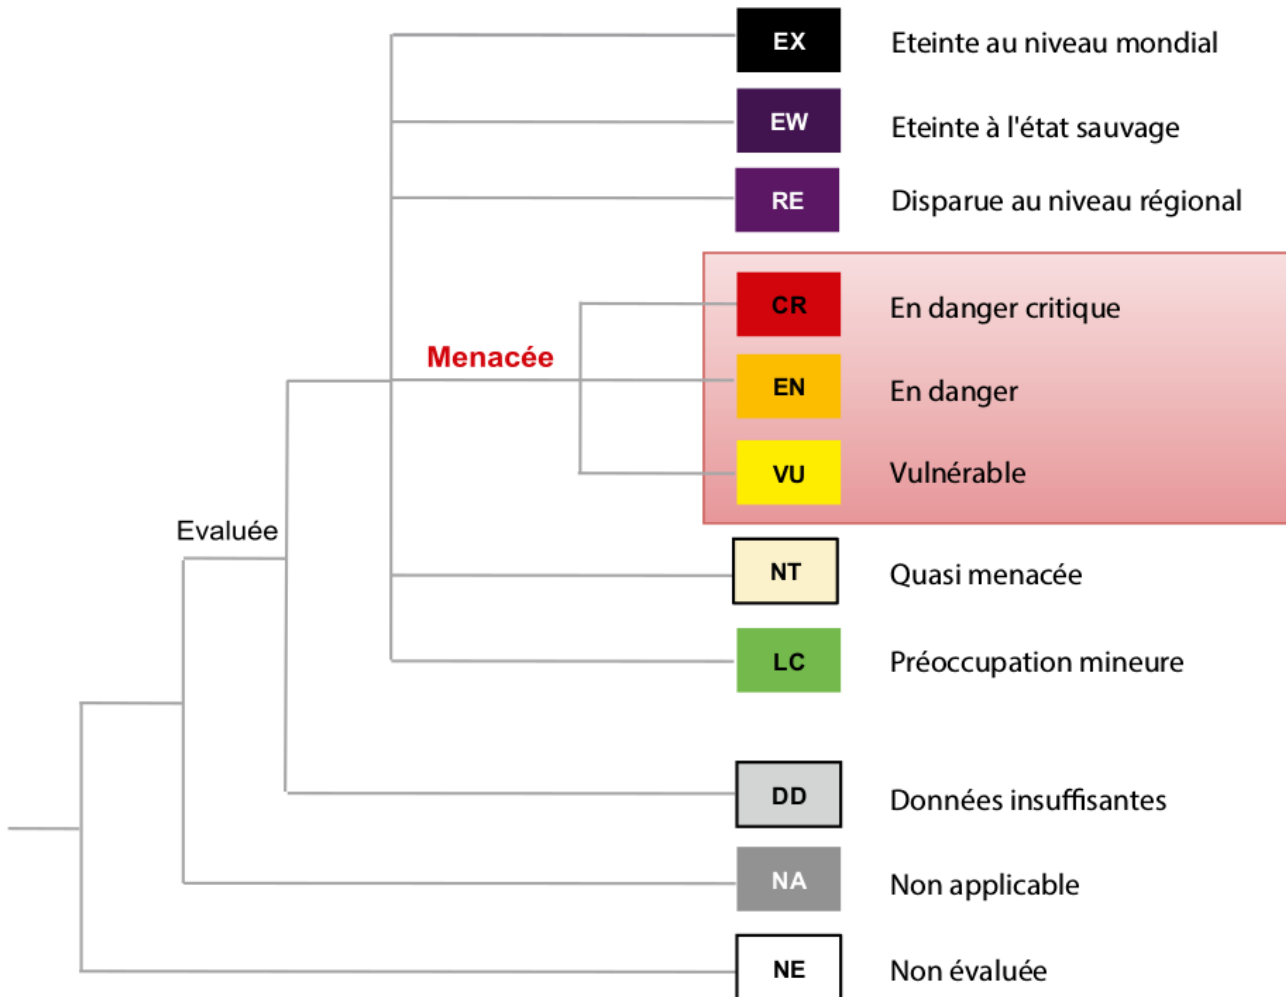 EX Eteinte au niveau mondial
EW Eteinte à l'état sauvage
RE Disparue au niveau régional
CR En danger critique
Menacée
EN En danger
VU Vulnérable
Evaluée
NT Quasi menacée
LC Préoccupation mineure
DD Données insuffisantes
NA Non applicable
NE Non évaluée